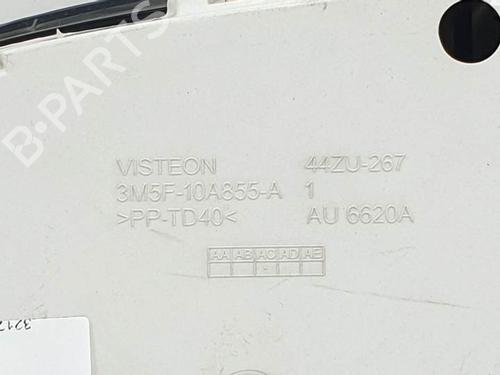 B-PARTS
VISTEON 44ZU-267
3M5F-10A855-A 1
>PP-TD40< AU 6620A
AA AB AC AD AE
-